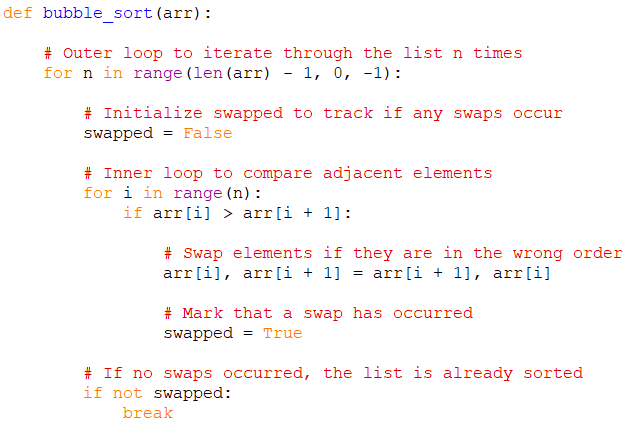 def bubble_sort(arr):
# Outer loop to iterate through the list n times
for n in range(len(arr) - 1, 0, -1):
# Initialize swapped to track if any swaps occur
swapped = False
# Inner loop to compare adjacent elements
for i in range(n):
if arr[i] > arr[i + 1]:
# Swap elements if they are in the wrong order
arr[i], arr[i + 1] = arr[i + 1], arr[i]
# Mark that a swap has occurred
swapped = True
# If no swaps occurred, the list is already sorted
if not swapped:
break